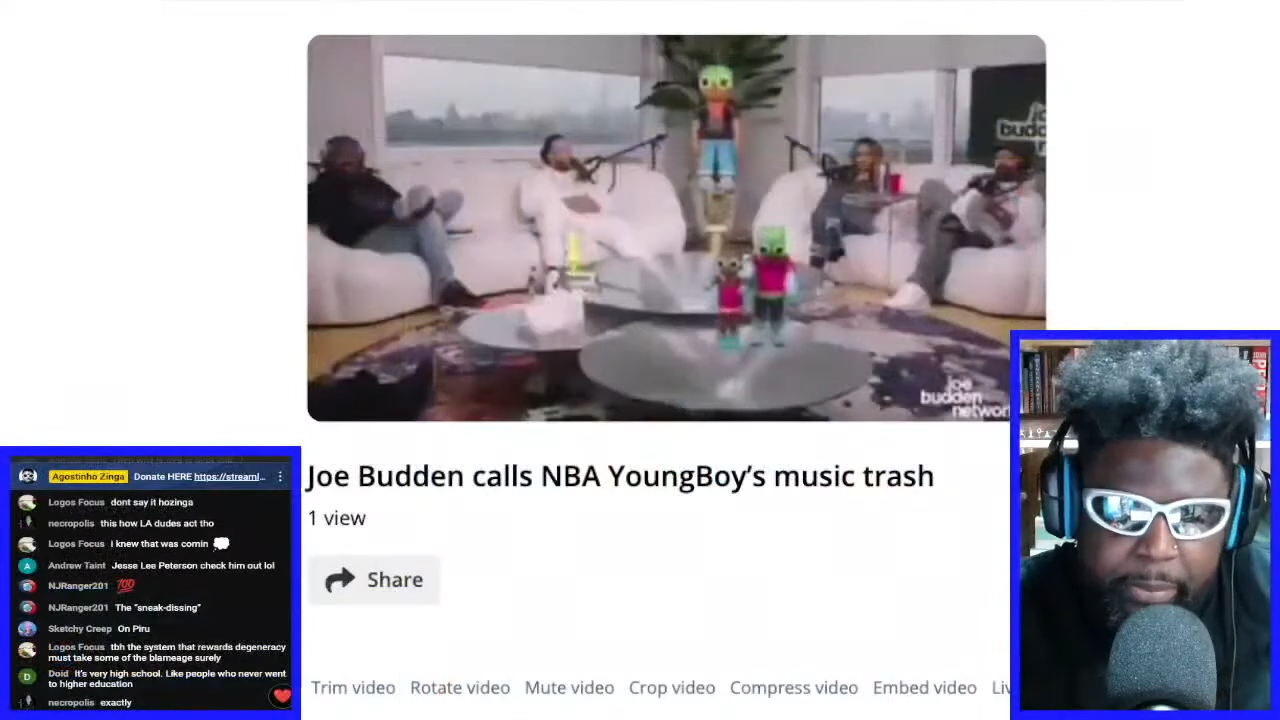 joe
budden
network
Joe Budden calls NBA YoungBoy’s music trash
1 view
Share
Trim video Rotate video Mute video Crop video Compress video Embed video Liv
Agostinho Zinga Donate HERE https://streaml...
Logos Focus dont say it hozinga
necropolis this how LA dudes act tho
Logos Focus i knew that was comin
A Andrew Taint Jesse Lee Peterson check him out lol
NJRanger201 100
NJRanger201 The "sneak-dissing"
Sketchy Creep On Piru
Logos Focus tbh the system that rewards degeneracy
must take some of the blameage surely
D Doid It's very high school. Like people who never went
to higher education
necropolis exactly